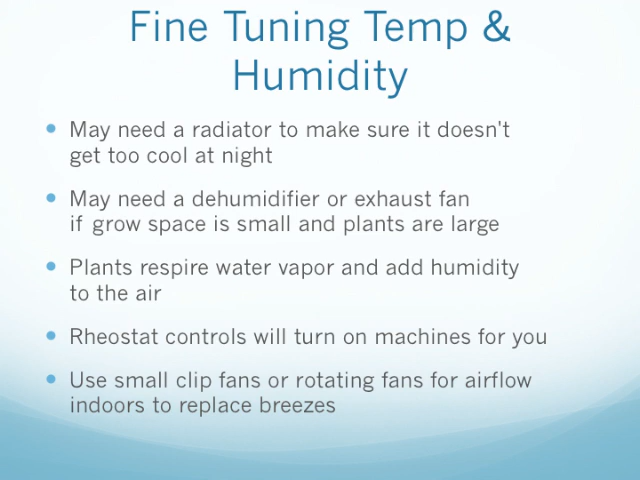 Fine Tuning Temp &
Humidity
• May need a radiator to make sure it doesn't
get too cool at night
• May need a dehumidifier or exhaust fan
if grow space is small and plants are large
• Plants respire water vapor and add humidity
to the air
• Rheostat controls will turn on machines for you
• Use small clip fans or rotating fans for airflow
indoors to replace breezes